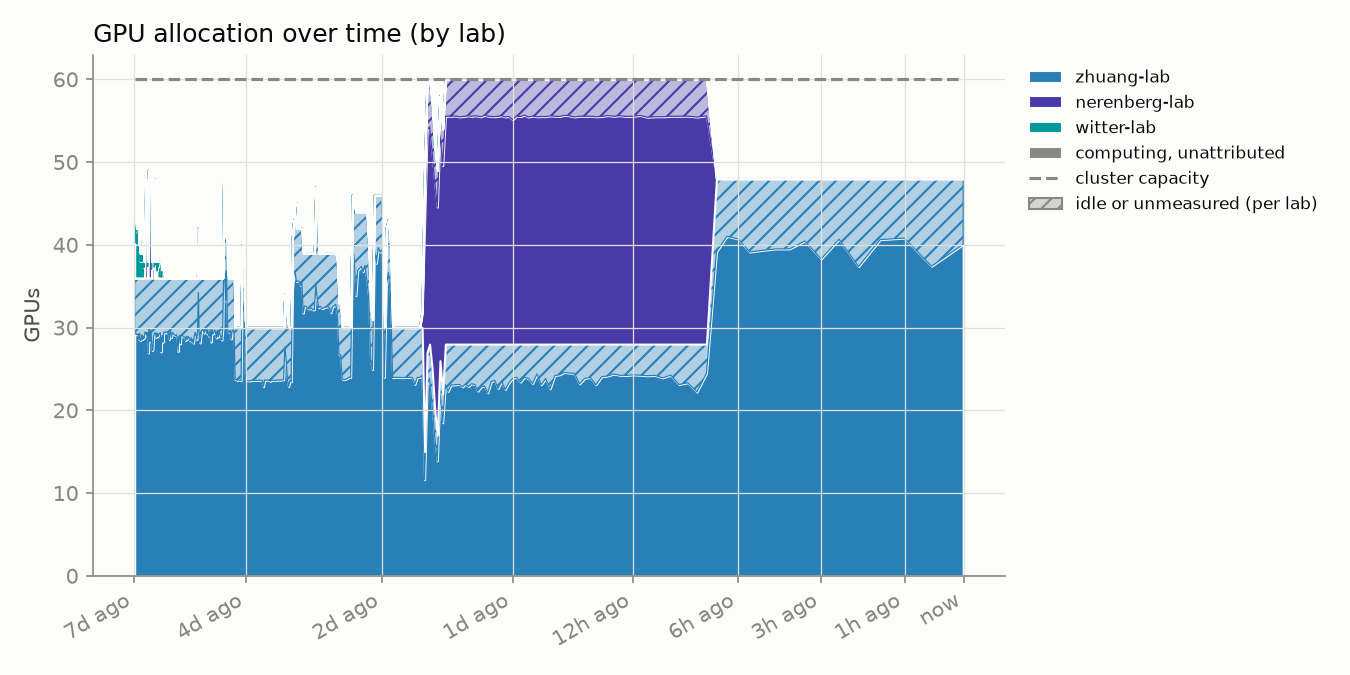 GPU allocation over time (by lab)
GPUs
60
50
40
30
20
10
0
7d ago
4d ago
2d ago
1d ago
12h ago
6h ago
3h ago
1h ago
now
zhuang-lab
nerenberg-lab
witter-lab
computing, unattributed
cluster capacity
idle or unmeasured (per lab)